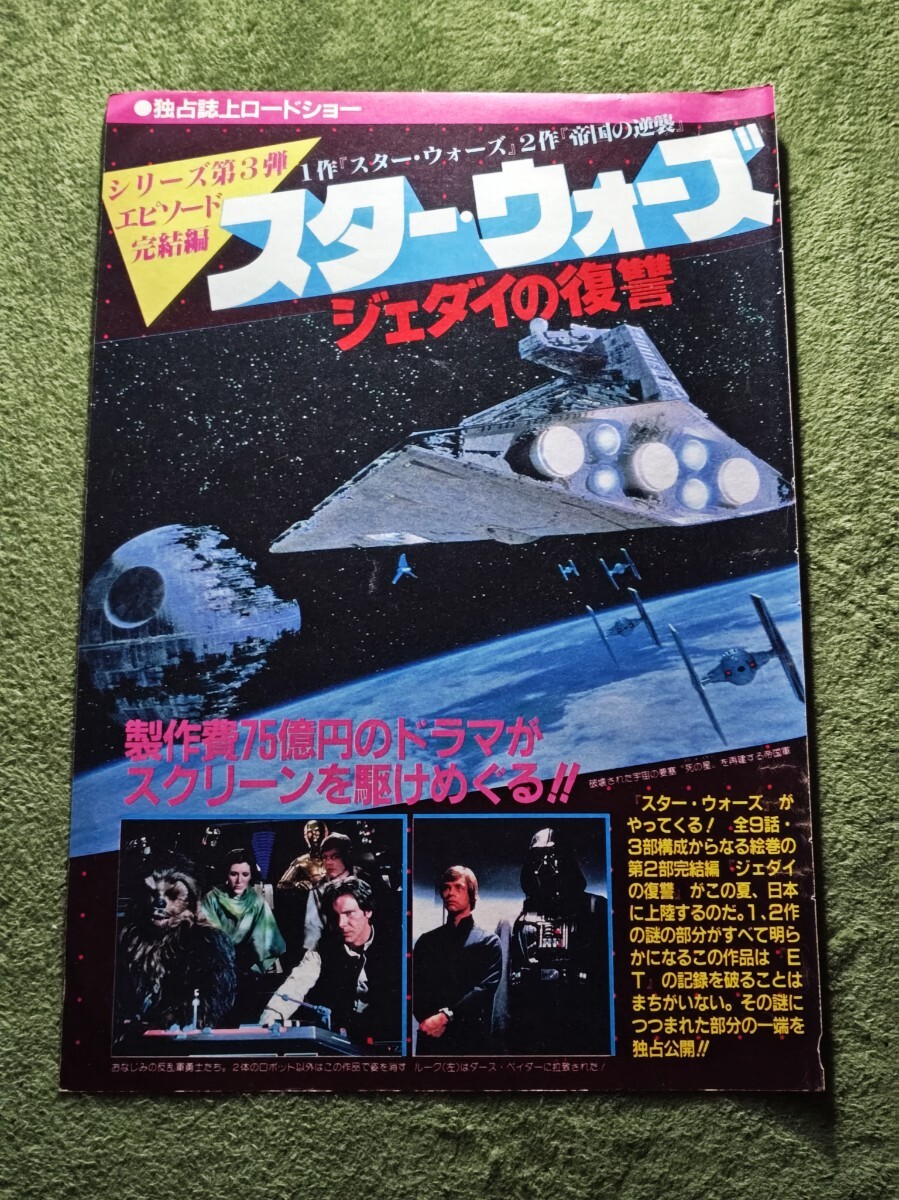 ●独占誌上ロードショー
1作『スター・ウォーズ』2作『帝国の逆襲』
シリーズ第3弾
エピソード
完結編
スター・ウォーズ
ジェダイの復讐
製作費75億円のドラマが
スクリーンを駆けめぐる!!
破壊された宇宙の要塞〝死の星〟を再建する帝国軍
『スター・ウォーズ』が
やってくる! 全9話・
3部構成からなる絵巻の
第2部完結編『ジェダイ
の復讐』がこの夏、日本
に上陸するのだ。1、2作
の謎の部分がすべて明ら
かになるこの作品は『E
T』の記録を破ることは
まちがいない。その謎に
つつまれた部分の一端を
独占公開!!
おなじみの反乱軍勇士たち。2体のロボット以外はこの作品で姿を消す
ルーク(左)はダース・ベイダーに拉致された!